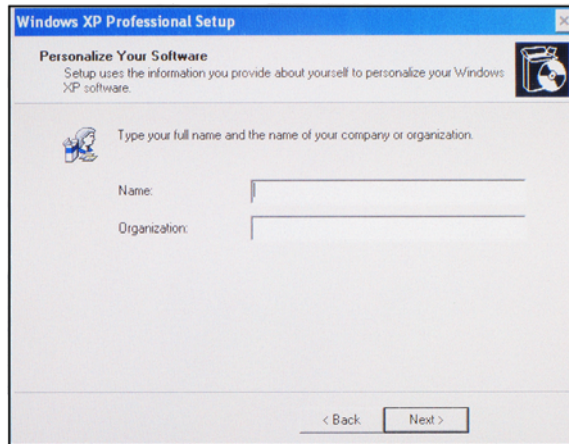 Windows XP Professional Setup
Personalize Your Software
Setup uses the information you provide about yourself to personalize your Windows
XP software.
Type your full name and the name of your company or organization.
Name:
Organization:
< Back
Next >